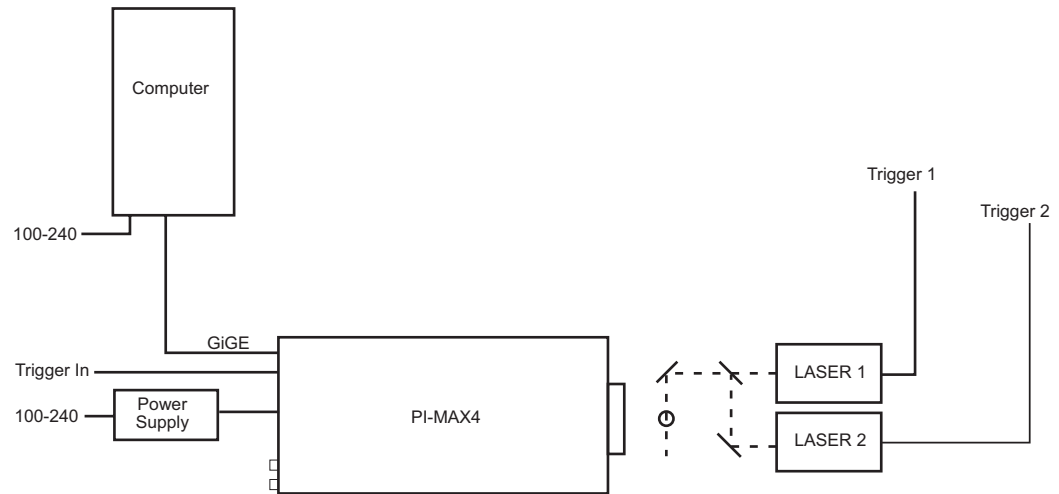 Computer
Trigger 1
Trigger 2
100-240
GiGE
Trigger In
LASER 1
100-240
Power
Supply
PI-MAX4
LASER 2